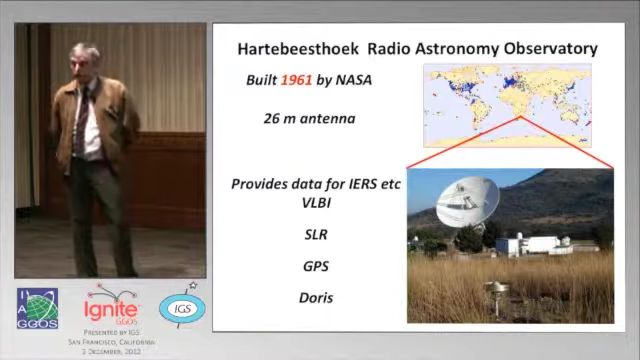 Hartebeesthoek Radio Astronomy Observatory
Built 1961 by NASA
26 m antenna
Provides data for IERS etc
VLBI
SLR
GPS
Doris
I
A
G
GGOS
Ignite
GGOS
IGS
PRESENTED BY IGS
SAN FRANCISCO, CALIFORNIA
3 DECEMBER, 2012